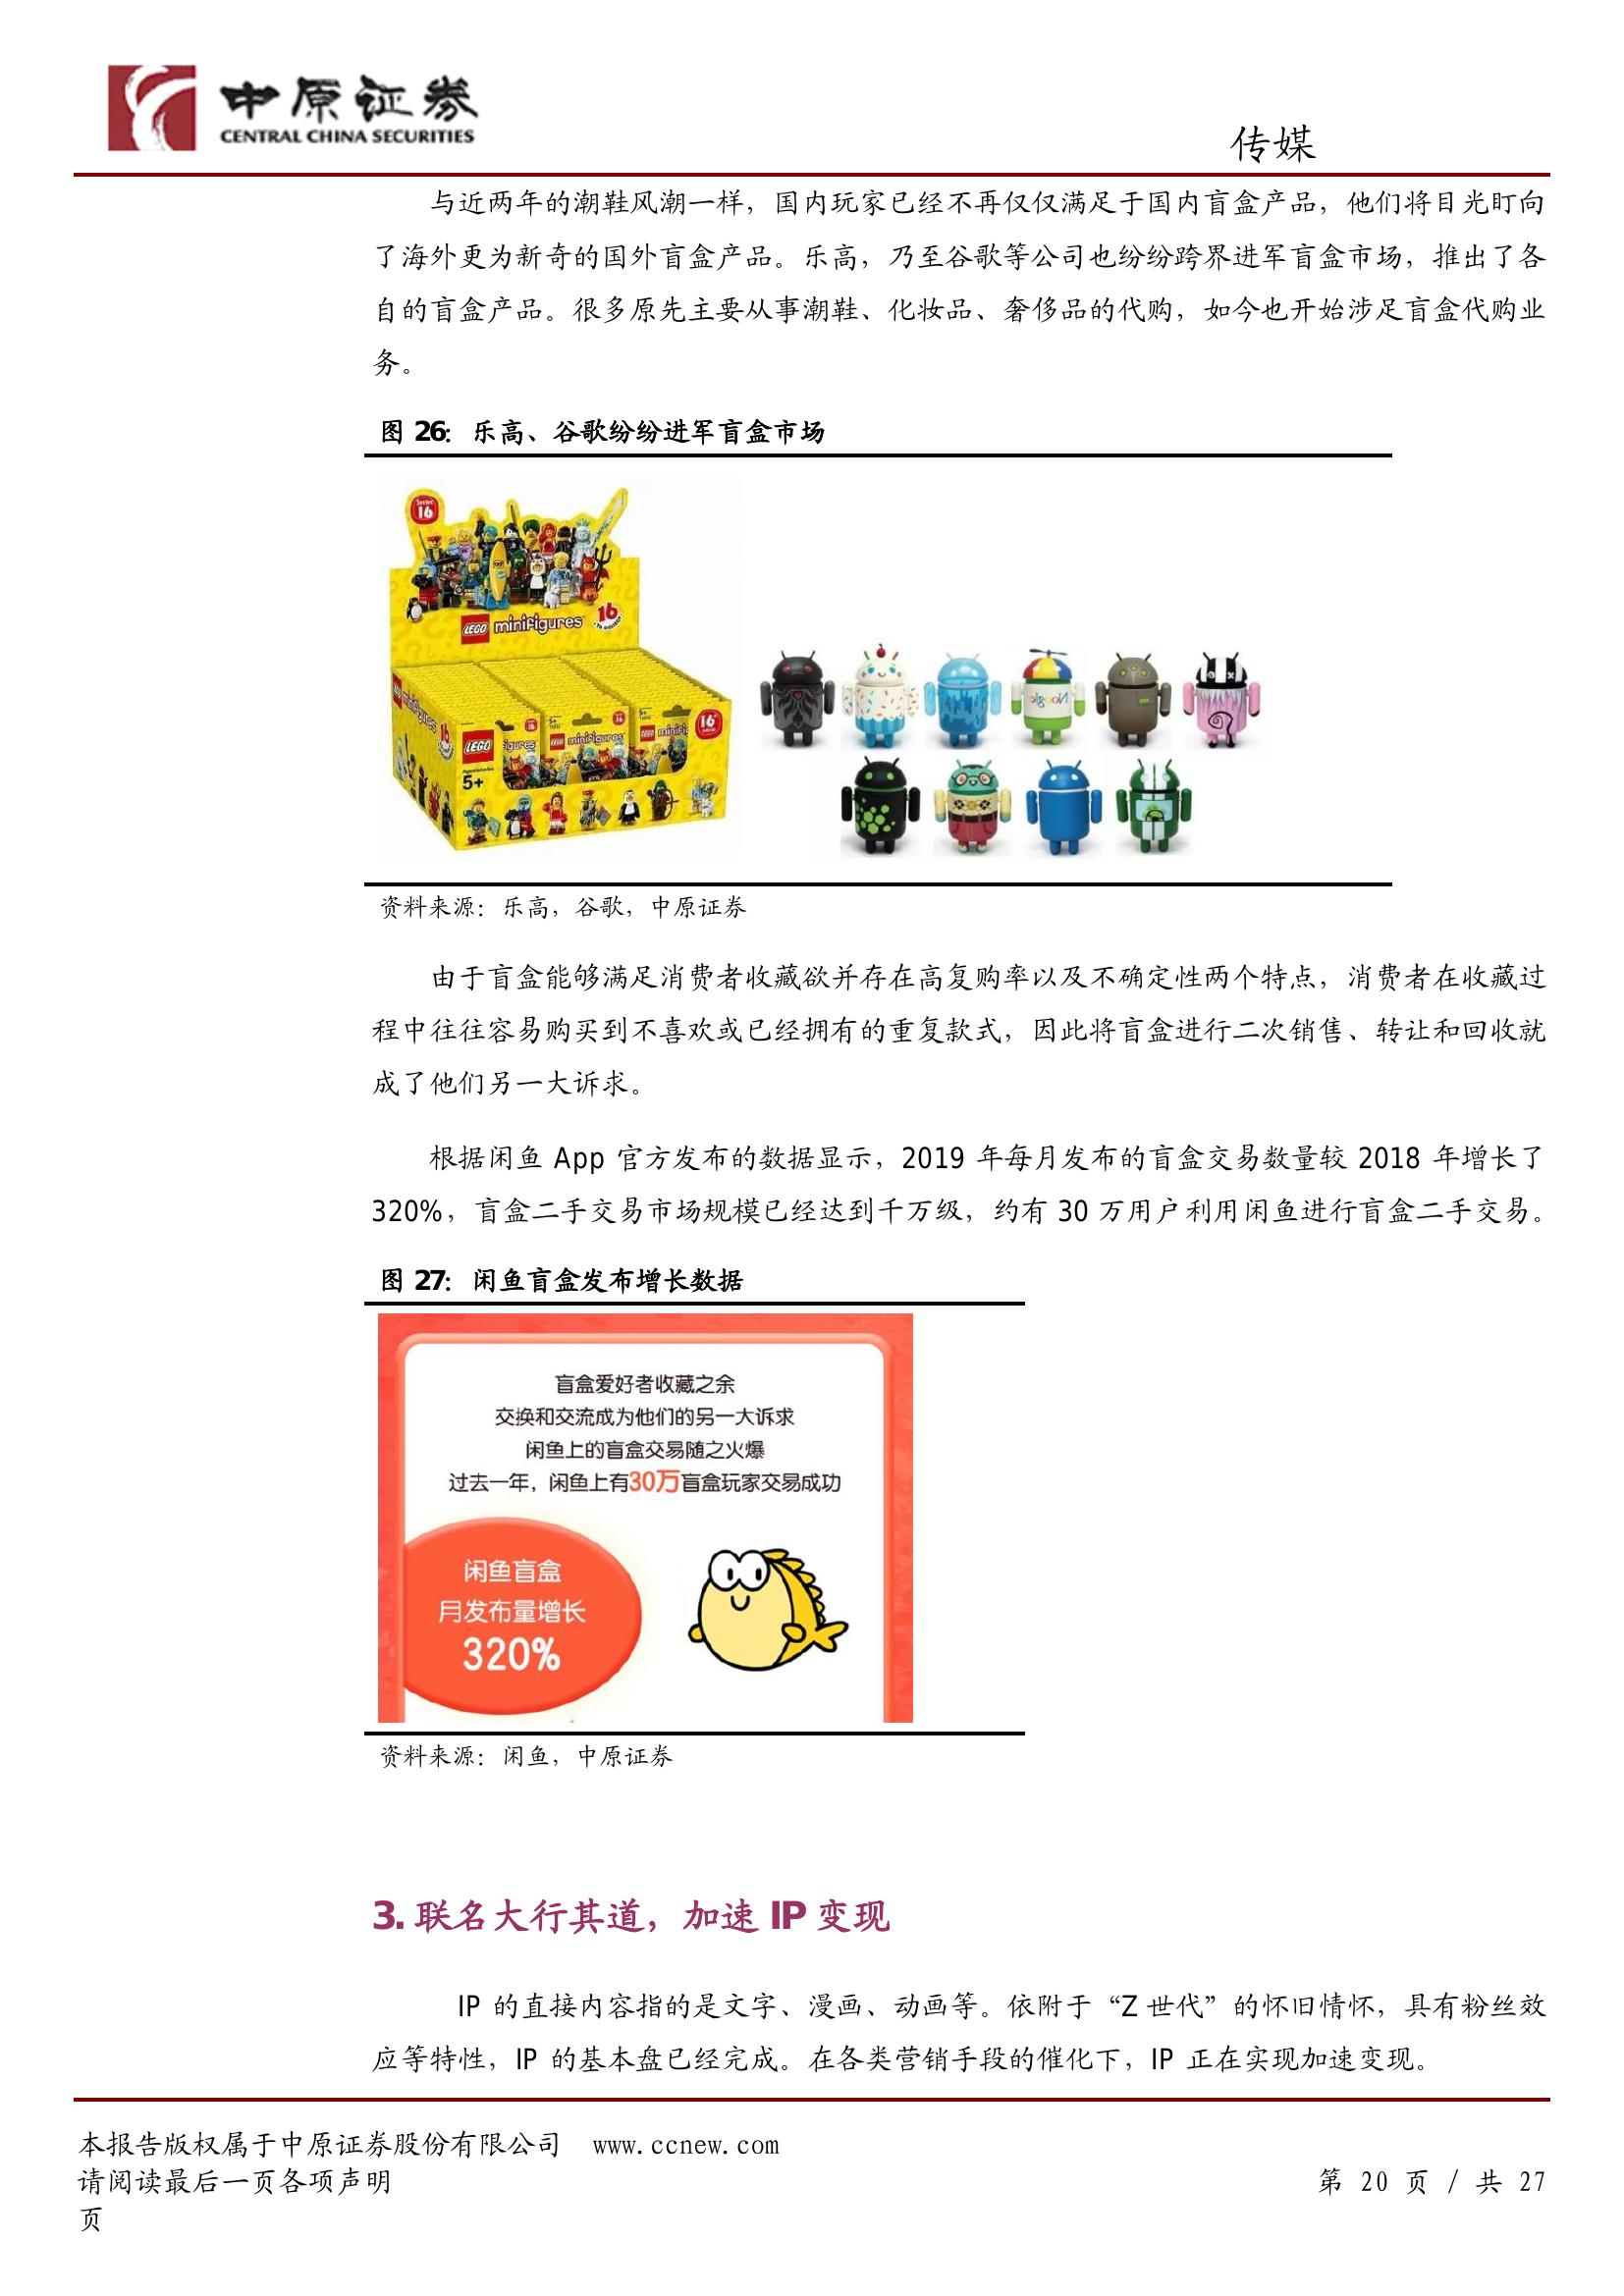 中原证券
CENTRAL CHINA SECURITIES
传媒
与近两年的潮鞋风潮一样，国内玩家已经不再仅仅满足于国内盲盒产品，他们将目光盯向
了海外更为新奇的国外盲盒产品。乐高，乃至谷歌等公司也纷纷跨界进军盲盒市场，推出了各
自的盲盒产品。很多原先主要从事潮鞋、化妆品、奢侈品的代购，如今也开始涉足盲盒代购业
务。
图 26：乐高、谷歌纷纷进军盲盒市场
Series
16
LEGO minifigures
16
minifigures
LEGO
5+
minifigures
16
Google
资料来源：乐高，谷歌，中原证券
由于盲盒能够满足消费者收藏欲并存在高复购率以及不确定性两个特点，消费者在收藏过
程中往往容易购买到不喜欢或已经拥有的重复款式，因此将盲盒进行二次销售、转让和回收就
成了他们另一大诉求。
根据闲鱼 App 官方发布的数据显示，2019 年每月发布的盲盒交易数量较 2018 年增长了
320%，盲盒二手交易市场规模已经达到千万级，约有 30 万用户利用闲鱼进行盲盒二手交易。
图 27：闲鱼盲盒发布增长数据
盲盒爱好者收藏之余
交换和交流成为他们的另一大诉求
闲鱼上的盲盒交易随之火爆
过去一年，闲鱼上有30万盲盒玩家交易成功
闲鱼盲盒
月发布量增长
320%
资料来源：闲鱼，中原证券
3. 联名大行其道，加速 IP 变现
IP 的直接内容指的是文字、漫画、动画等。依附于“Z 世代”的怀旧情怀，具有粉丝效
应等特性，IP 的基本盘已经完成。在各类营销手段的催化下，IP 正在实现加速变现。
本报告版权属于中原证券股份有限公司 www.ccnew.com
请阅读最后一页各项声明 第 20 页 / 共 27
页